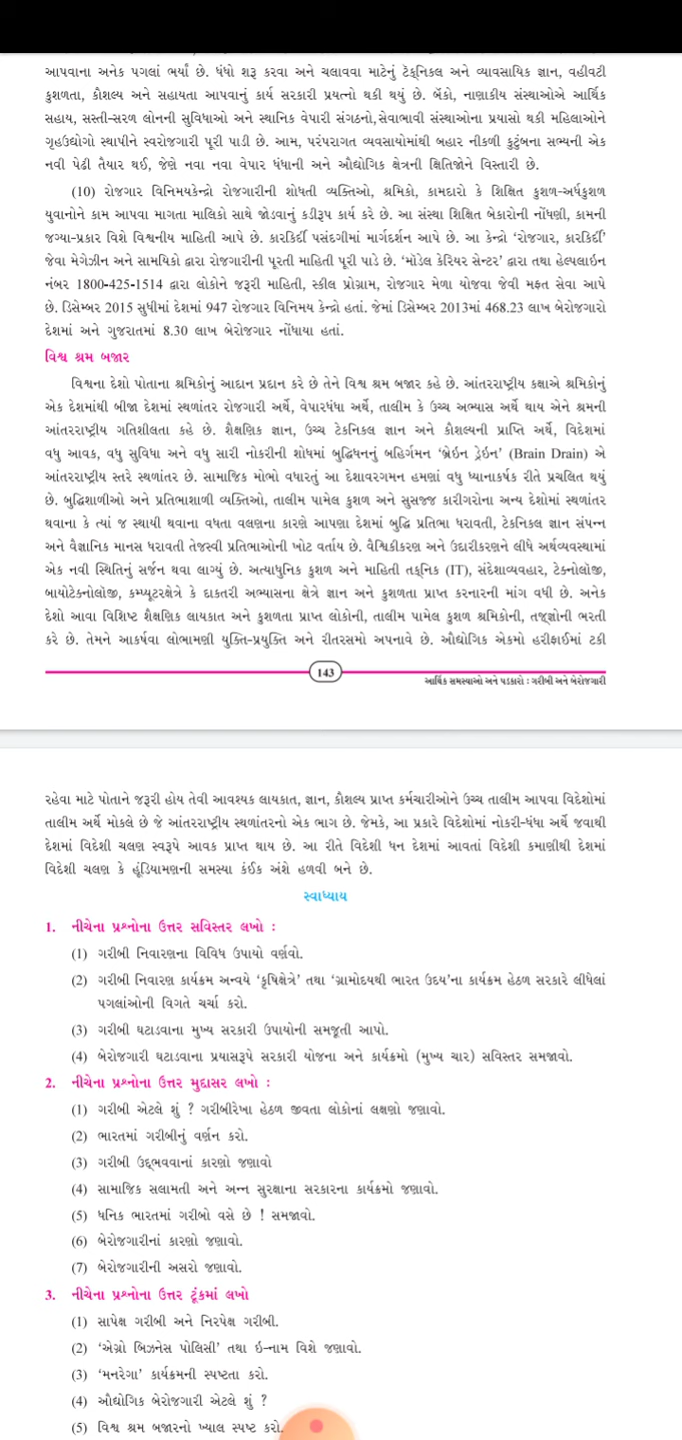 આપવાના અનેક પગલાં ભર્યાં છે. ધંધો શરૂ કરવા અને ચલાવવા માટેનું ટૅક્નિકલ અને વ્યાવસાયિક જ્ઞાન, વહીવટી
કુશળતા, કૌશલ્ય અને સહાયતા આપવાનું કાર્ય સરકારી પ્રયત્નો થકી થયું છે. બૅંકો, નાણાકીય સંસ્થાઓએ આર્થિક
સહાય, સસ્તી-સરળ લોનની સુવિધાઓ અને સ્થાનિક વેપારી સંગઠનો,સેવાભાવી સંસ્થાઓના પ્રયાસો થકી મહિલાઓને
ગૃહઉદ્યોગો સ્થાપીને સ્વરોજગારી પૂરી પાડી છે. આમ, પરંપરાગત વ્યવસાયોમાંથી બહાર નીકળી કુટુંબના સભ્યની એક
નવી પેઢી તૈયાર થઈ, જેણે નવા નવા વેપાર ધંધાની અને ઔદ્યોગિક ક્ષેત્રની ક્ષિતિજોને વિસ્તારી છે.
(10) રોજગાર વિનિમયકેન્દ્રો રોજગારીની શોધતી વ્યક્તિઓ, શ્રમિકો, કામદારો કે શિક્ષિત કુશળ-અર્ધકુશળ
યુવાનોને કામ આપવા માગતા માલિકો સાથે જોડવાનું કડીરૂપ કાર્ય કરે છે. આ સંસ્થા શિક્ષિત બેકારોની નોંધણી, કામની
જગ્યા-પ્રકાર વિશે વિશ્વનીય માહિતી આપે છે. કારકિર્દી પસંદગીમાં માર્ગદર્શન આપે છે. આ કેન્દ્રો ‘રોજગાર, કારકિર્દી’
જેવા મેગેઝીન અને સામયિકો દ્વારા રોજગારીની પૂરતી માહિતી પૂરી પાડે છે. ‘મૉડેલ કેરિયર સેન્ટર’ દ્વારા તથા હેલ્પલાઇન
નંબર 1800-425-1514 દ્વારા લોકોને જરૂરી માહિતી, સ્કીલ પ્રોગ્રામ, રોજગાર મેળા યોજવા જેવી મફત સેવા આપે
છે. ડિસેમ્બર 2015 સુધીમાં દેશમાં 947 રોજગાર વિનિમય કેન્દ્રો હતાં. જેમાં ડિસેમ્બર 2013માં 468.23 લાખ બેરોજગારો
દેશમાં અને ગુજરાતમાં 8.30 લાખ બેરોજગાર નોંધાયા હતાં.
વિશ્વ શ્રમ બજાર
વિશ્વના દેશો પોતાના શ્રમિકોનું આદાન પ્રદાન કરે છે તેને વિશ્વ શ્રમ બજાર કહે છે. આંતરરાષ્ટ્રીય કક્ષાએ શ્રમિકોનું
એક દેશમાંથી બીજા દેશમાં સ્થળાંતર રોજગારી અર્થે, વેપારધંધા અર્થે, તાલીમ કે ઉચ્ચ અભ્યાસ અર્થે થાય એને શ્રમની
આંતરરાષ્ટ્રીય ગતિશીલતા કહે છે. શૈક્ષણિક જ્ઞાન, ઉચ્ચ ટેકનિકલ જ્ઞાન અને કૌશલ્યની પ્રાપ્તિ અર્થે, વિદેશમાં
વધુ આવક, વધુ સુવિધા અને વધુ સારી નોકરીની શોધમાં બુદ્ધિધનનું બહિર્ગમન ‘બ્રેઇન ડ્રેઇન’ (Brain Drain) એ
આંતરરાષ્ટ્રીય સ્તરે સ્થળાંતર છે. સામાજિક મોભો વધારતું આ દેશાવરગમન હમણાં વધુ ધ્યાનાકર્ષક રીતે પ્રચલિત થયું
છે. બુદ્ધિશાળીઓ અને પ્રતિભાશાળી વ્યક્તિઓ, તાલીમ પામેલ કુશળ અને સુસજ્જ કારીગરોના અન્ય દેશોમાં સ્થળાંતર
થવાના કે ત્યાં જ સ્થાયી થવાના વધતા વલણના કારણે આપણા દેશમાં બુદ્ધિ પ્રતિભા ધરાવતી, ટેકનિકલ જ્ઞાન સંપન્ન
અને વૈજ્ઞાનિક માનસ ધરાવતી તેજસ્વી પ્રતિભાઓની ખોટ વર્તાય છે. વૈશ્વિકીકરણ અને ઉદારીકરણને લીધે અર્થવ્યવસ્થામાં
એક નવી સ્થિતિનું સર્જન થવા લાગ્યું છે. અત્યાધુનિક કુશળ અને માહિતી તક્નિક (IT), સંદેશાવ્યવહાર, ટેક્નોલૉજી,
બાયોટેક્નોલૉજી, કમ્પ્યૂટરક્ષેત્રે કે દાકતરી અભ્યાસના ક્ષેત્રે જ્ઞાન અને કુશળતા પ્રાપ્ત કરનારની માંગ વધી છે. અનેક
દેશો આવા વિશિષ્ટ શૈક્ષણિક લાયકાત અને કુશળતા પ્રાપ્ત લોકોની, તાલીમ પામેલ કુશળ શ્રમિકોની, તજ્જ્ઞોની ભરતી
કરે છે. તેમને આકર્ષવા લોભામણી યુક્તિ-પ્રયુક્તિ અને રીતરસમો અપનાવે છે. ઔદ્યોગિક એકમો હરીફાઈમાં ટકી
143
આર્થિક સમસ્યાઓ અને પડકારો : ગરીબી અને બેરોજગારી
રહેવા માટે પોતાને જરૂરી હોય તેવી આવશ્યક લાયકાત, જ્ઞાન, કૌશલ્ય પ્રાપ્ત કર્મચારીઓને ઉચ્ચ તાલીમ આપવા વિદેશોમાં
તાલીમ અર્થે મોકલે છે જે આંતરરાષ્ટ્રીય સ્થળાંતરનો એક ભાગ છે. જેમકે, આ પ્રકારે વિદેશોમાં નોકરી-ધંધા અર્થે જવાથી
દેશમાં વિદેશી ચલણ સ્વરૂપે આવક પ્રાપ્ત થાય છે. આ રીતે વિદેશી ધન દેશમાં આવતાં વિદેશી કમાણીથી દેશમાં
વિદેશી ચલણ કે હૂંડિયામણની સમસ્યા કંઈક અંશે હળવી બને છે.
સ્વાધ્યાય
1. નીચેના પ્રશ્નોના ઉત્તર સવિસ્તર લખો :
(1) ગરીબી નિવારણના વિવિધ ઉપાયો વર્ણવો.
(2) ગરીબી નિવારણ કાર્યક્રમ અન્વયે ‘કૃષિક્ષેત્રે’ તથા ‘ગ્રામોદયથી ભારત ઉદય’ના કાર્યક્રમ હેઠળ સરકારે લીધેલાં
પગલાંઓની વિગતે ચર્ચા કરો.
(3) ગરીબી ઘટાડવાના મુખ્ય સરકારી ઉપાયોની સમજૂતી આપો.
(4) બેરોજગારી ઘટાડવાના પ્રયાસરૂપે સરકારી યોજના અને કાર્યક્રમો (મુખ્ય ચાર) સવિસ્તર સમજાવો.
2. નીચેના પ્રશ્નોના ઉત્તર મુદ્દાસર લખો :
(1) ગરીબી એટલે શું ? ગરીબીરેખા હેઠળ જીવતા લોકોનાં લક્ષણો જણાવો.
(2) ભારતમાં ગરીબીનું વર્ણન કરો.
(3) ગરીબી ઉદ્દ્ભવવાનાં કારણો જણાવો
(4) સામાજિક સલામતી અને અન્ન સુરક્ષાના સરકારના કાર્યક્રમો જણાવો.
(5) ધનિક ભારતમાં ગરીબો વસે છે ! સમજાવો.
(6) બેરોજગારીનાં કારણો જણાવો.
(7) બેરોજગારીની અસરો જણાવો.
3. નીચેના પ્રશ્નોના ઉત્તર ટૂંકમાં લખો
(1) સાપેક્ષ ગરીબી અને નિરપેક્ષ ગરીબી.
(2) ‘એગ્રો બિઝનેસ પોલિસી’ તથા ઇ-નામ વિશે જણાવો.
(3) ‘મનરેગા’ કાર્યક્રમની સ્પષ્ટતા કરો.
(4) ઔદ્યોગિક બેરોજગારી એટલે શું ?
(5) વિશ્વ શ્રમ બજારનો ખ્યાલ સ્પષ્ટ કરો.